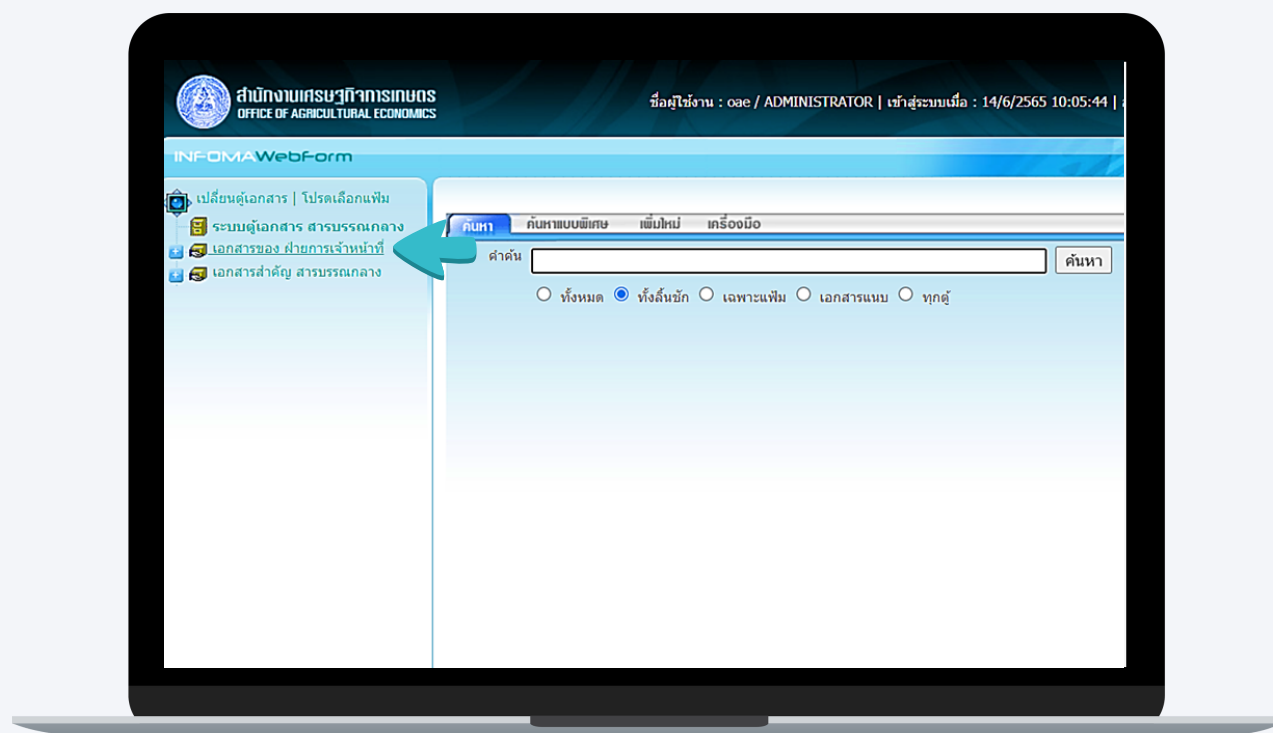 สำนักงานเศรษฐกิจการเกษตร
OFFICE OF AGRICULTURAL ECONOMICS
ชื่อผู้ใช้งาน : oae / ADMINISTRATOR | เข้าสู่ระบบเมื่อ : 14/6/2565 10:05:44 |
INFOMAWebForm
เปลี่ยนตู้เอกสาร | โปรดเลือกแฟ้ม
ระบบตู้เอกสาร สารบรรณกลาง
เอกสารของ ฝ่ายการเจ้าหน้าที่
เอกสารสำคัญ สารบรรณกลาง
ค้นหา ค้นหาแบบพิเศษ เพิ่มใหม่ เครื่องมือ
คำค้น ค้นหา
ทั้งหมด ทั้งลิ้นชัก เฉพาะแฟ้ม เอกสารแนบ ทุกตู้